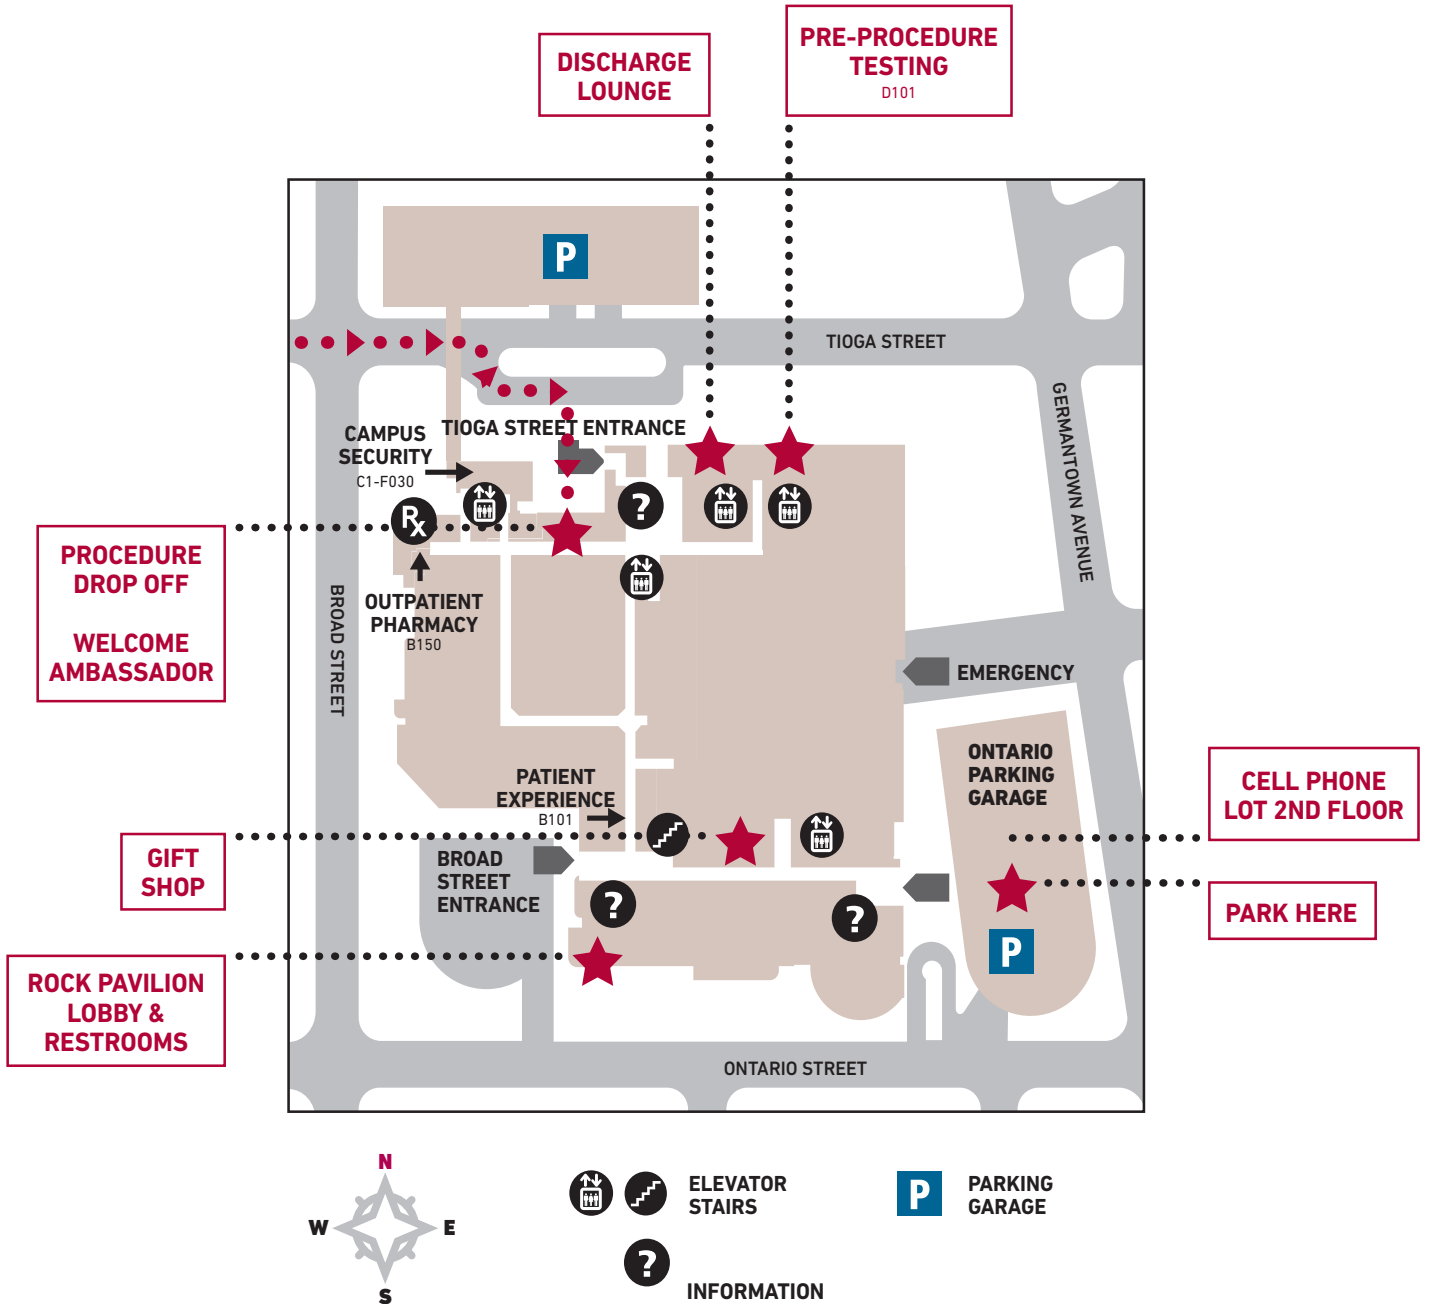 DISCHARGE
LOUNGE
PRE-PROCEDURE
TESTING
D101
P
TIOGA STREET
TIOGA STREET ENTRANCE
CAMPUS
SECURITY
C1-F030
GERMANTOWN AVENUE
?
Rx
PROCEDURE
DROP OFF
WELCOME
AMBASSADOR
OUTPATIENT
PHARMACY
B150
BROAD STREET
EMERGENCY
ONTARIO
PARKING
GARAGE
CELL PHONE
LOT 2ND FLOOR
PATIENT
EXPERIENCE
B101
GIFT
SHOP
BROAD
STREET
ENTRANCE
?
?
PARK HERE
P
ROCK PAVILION
LOBBY &
RESTROOMS
ONTARIO STREET
N
W E
S
ELEVATOR
STAIRS
P
PARKING
GARAGE
?
INFORMATION